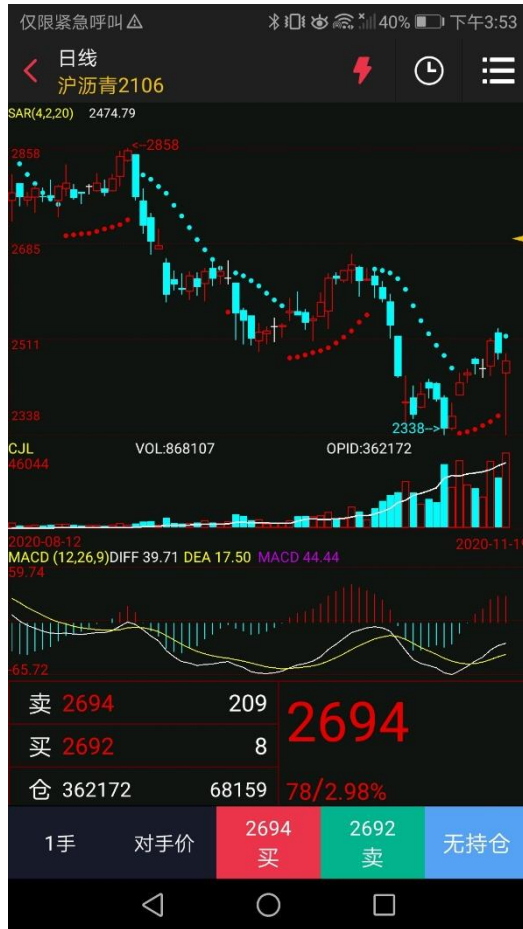 仅限紧急呼叫 40% 下午3:53
日线
沪沥青2106
SAR(4,2,20) 2474.79
2858
<-2858
2685
2511
2338
2338-->
CJL VOL:868107 OPID:362172
46044
2020-08-12 2020-11-19
MACD (12,26,9)DIFF 39.71 DEA 17.50 MACD 44.44
59.74
-65.72
卖 2694 209
买 2692 8
仓 362172 68159
2694
78/2.98%
1手 对手价
2694
买
2692
卖
无持仓